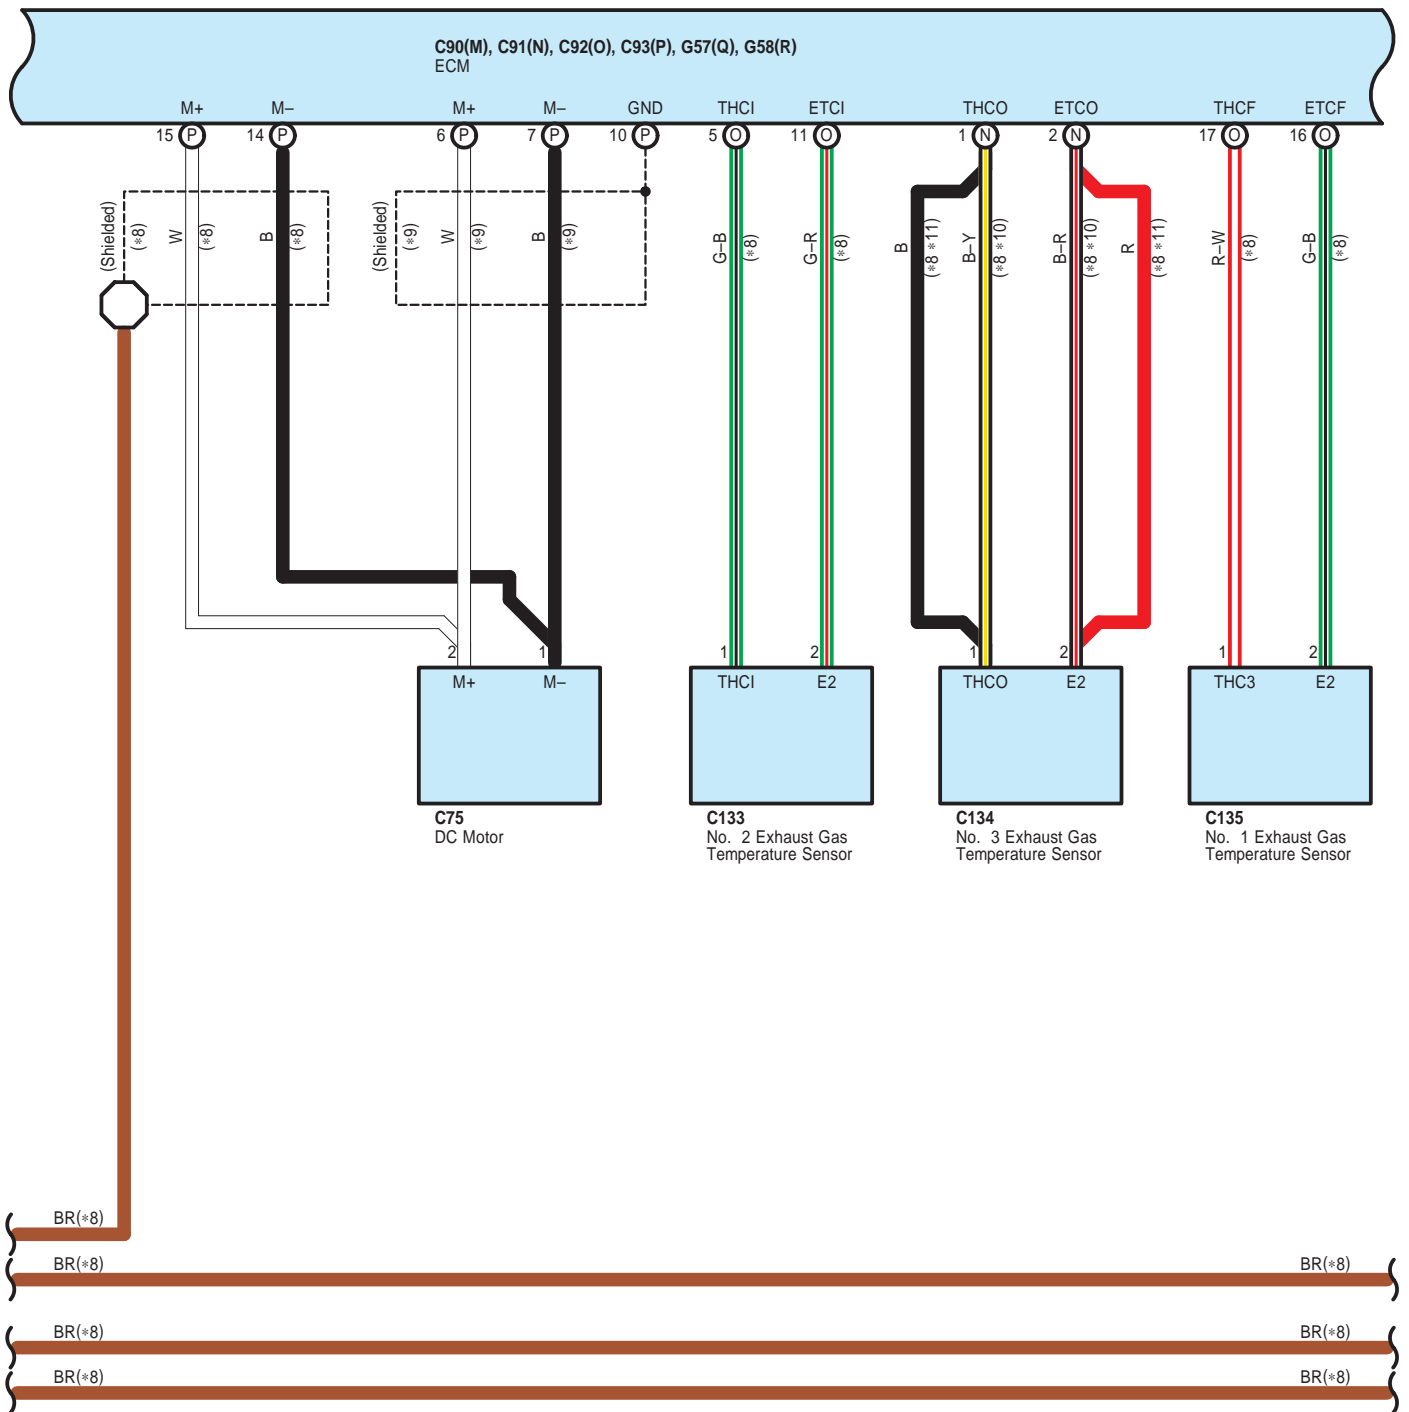 C90(M), C91(N), C92(O), C93(P), G57(Q), G58(R)
ECM
M+ M– M+ M– GND THCI ETCI THCO ETCO THCF ETCF
15 P 14 P 6 P 7 P 10 P 5 O 11 O 1 N 2 N 17 O 16 O
(Shielded)
(*8)
W
(*8)
B
(*8)
(Shielded)
(*9)
W
(*9)
B
(*9)
G–B
(*8)
G–R
(*8)
B
(*8 *11)
B–Y
(*8 *10)
B–R
(*8 *10)
R
(*8 *11)
R–W
(*8)
G–B
(*8)
2 1 1 2 1 2 1 2
M+ M– THCI E2 THCO E2 THC3 E2
C75
DC Motor
C133
No. 2 Exhaust Gas
Temperature Sensor
C134
No. 3 Exhaust Gas
Temperature Sensor
C135
No. 1 Exhaust Gas
Temperature Sensor
BR(*8)
BR(*8) BR(*8)
BR(*8) BR(*8)
BR(*8) BR(*8)